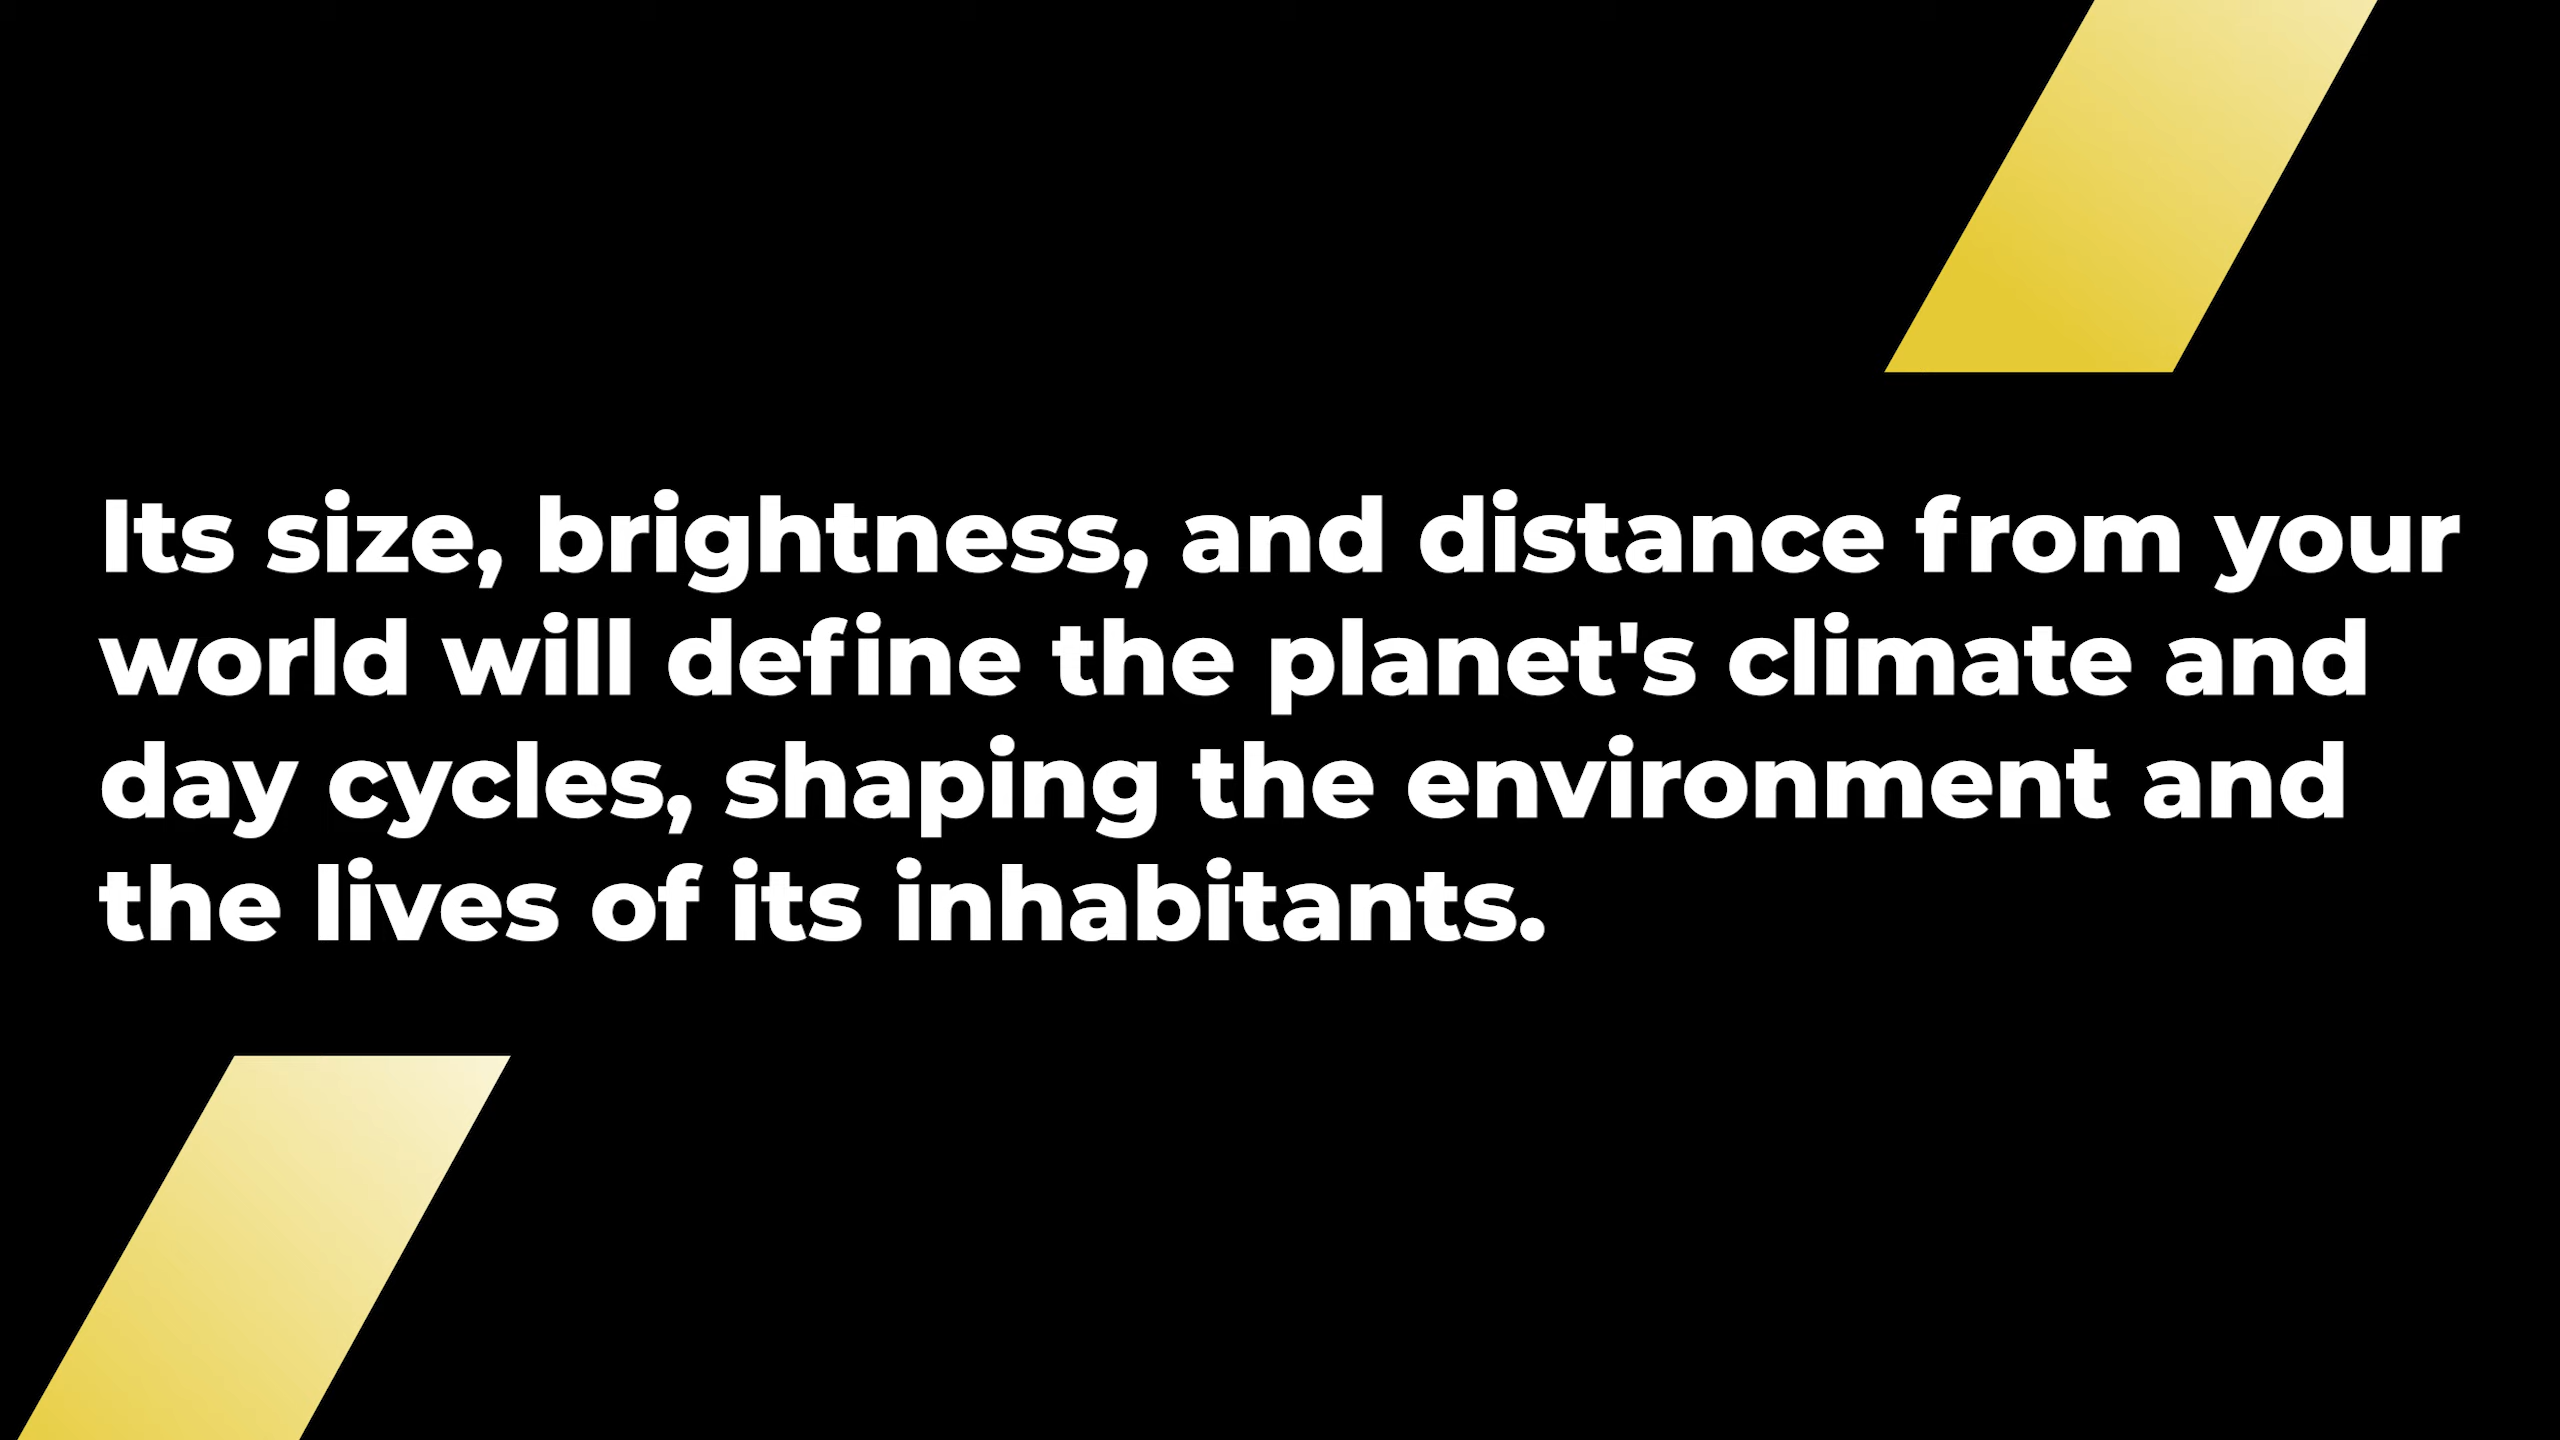 Its size, brightness, and distance from your
world will define the planet's climate and
day cycles, shaping the environment and
the lives of its inhabitants.